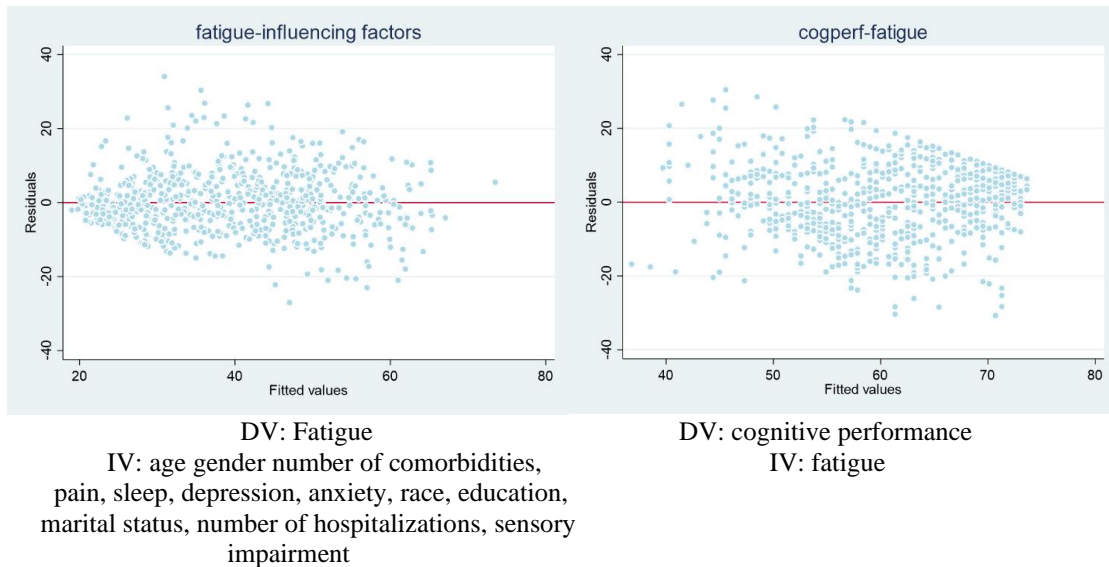 fatigue-influencing factors
40
20
0
-20
-40
Residuals
20
40
60
80
Fitted values
DV: Fatigue
IV: age gender number of comorbidities,
pain, sleep, depression, anxiety, race, education,
marital status, number of hospitalizations, sensory
impairment
cogperf-fatigue
40
20
0
-20
-40
Residuals
40
50
60
70
80
Fitted values
DV: cognitive performance
IV: fatigue